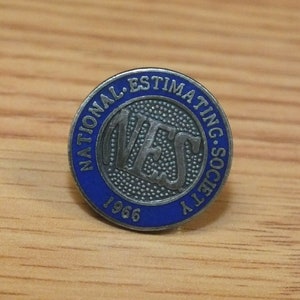 NATIONAL · ESTIMATING · SOCIETY
NES
1966